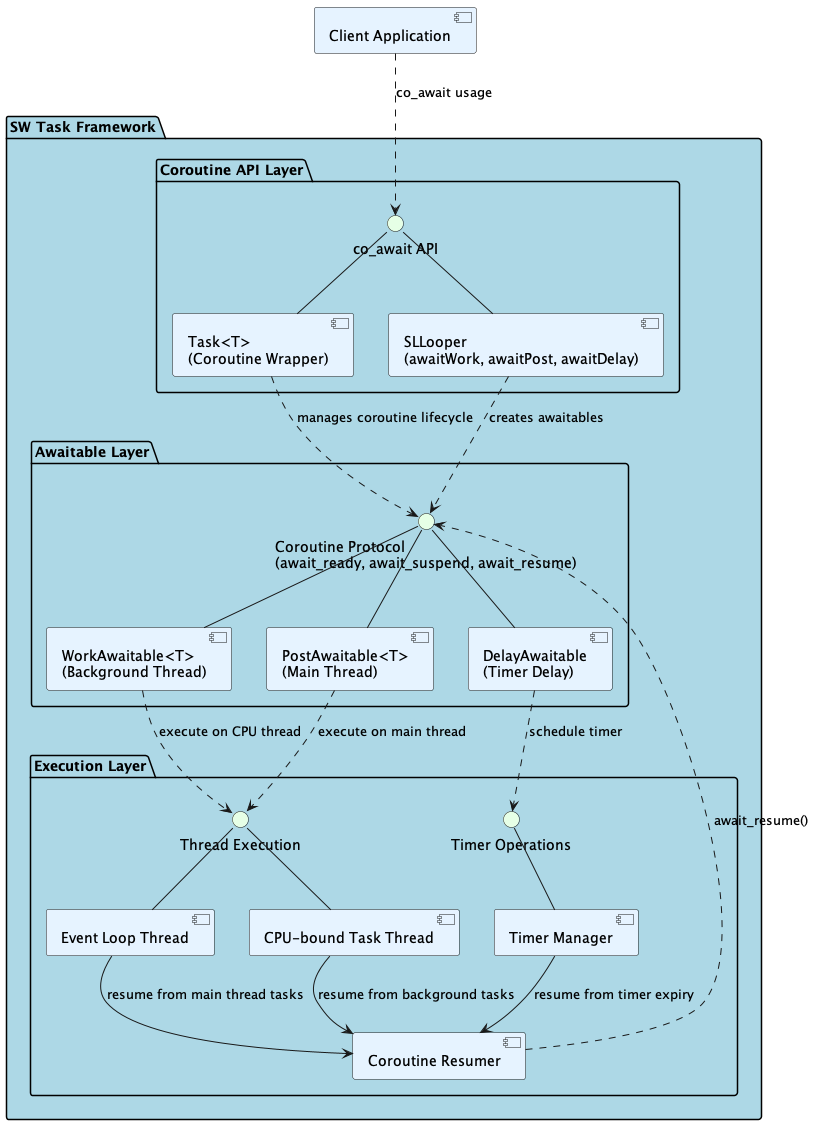 Client Application
co_await usage
SW Task Framework
Coroutine API Layer
co_await API
Task<T>
(Coroutine Wrapper)
SLLooper
(awaitWork, awaitPost, awaitDelay)
manages coroutine lifecycle
creates awaitables
Awaitable Layer
Coroutine Protocol
(await_ready, await_suspend, await_resume)
WorkAwaitable<T>
(Background Thread)
PostAwaitable<T>
(Main Thread)
DelayAwaitable
(Timer Delay)
execute on CPU thread
execute on main thread
schedule timer
Execution Layer
await_resume()
Thread Execution
Timer Operations
Event Loop Thread
CPU-bound Task Thread
Timer Manager
resume from main thread tasks
resume from background tasks
resume from timer expiry
Coroutine Resumer